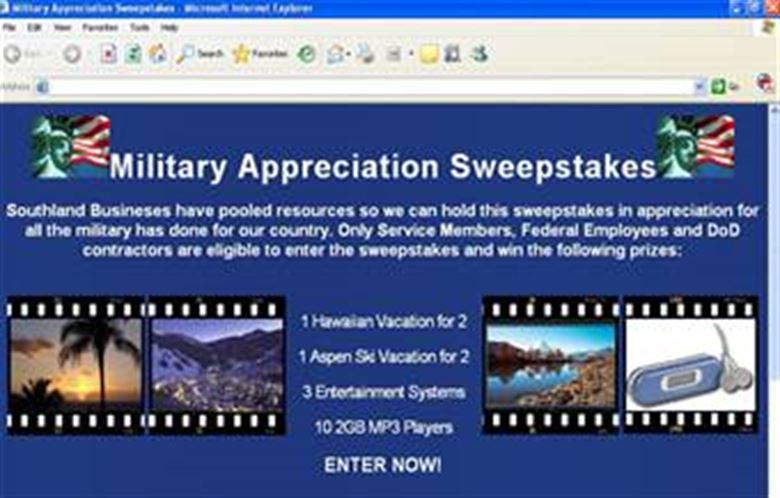 Military Appreciation Sweepstakes - Microsoft Internet Explorer
File Edit View Favorites Tools Help
Search Favorites
Address Go
Military Appreciation Sweepstakes
Southland Busineses have pooled resources so we can hold this sweepstakes in appreciation for
all the military has done for our country. Only Service Members, Federal Employees and DoD
contractors are eligible to enter the sweepstakes and win the following prizes:
1 Hawaiian Vacation for 2
1 Aspen Ski Vacation for 2
3 Entertainment Systems
10 2GB MP3 Players
ENTER NOW!